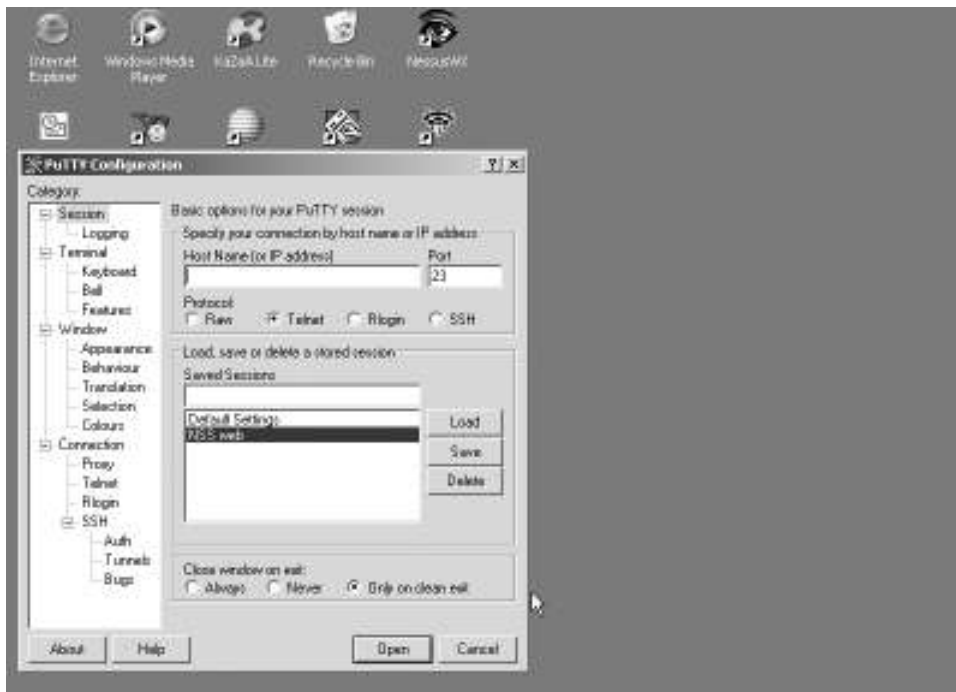 Internet Explorer
Windows Media Player
KaZaA Lite
Recycle Bin
NessusWX
PuTTY Configuration
Category:
Session
Logging
Terminal
Keyboard
Bell
Features
Window
Appearance
Behaviour
Translation
Selection
Colours
Connection
Proxy
Telnet
Rlogin
SSH
Auth
Tunnels
Bugs
Basic options for your PuTTY session
Specify your connection by host name or IP address
Host Name (or IP address)
Port
23
Protocol:
Raw Telnet Rlogin SSH
Load, save or delete a stored session
Saved Sessions
Default Settings
NSS web
Load
Save
Delete
Close window on exit:
Always Never Only on clean exit
About Help Open Cancel